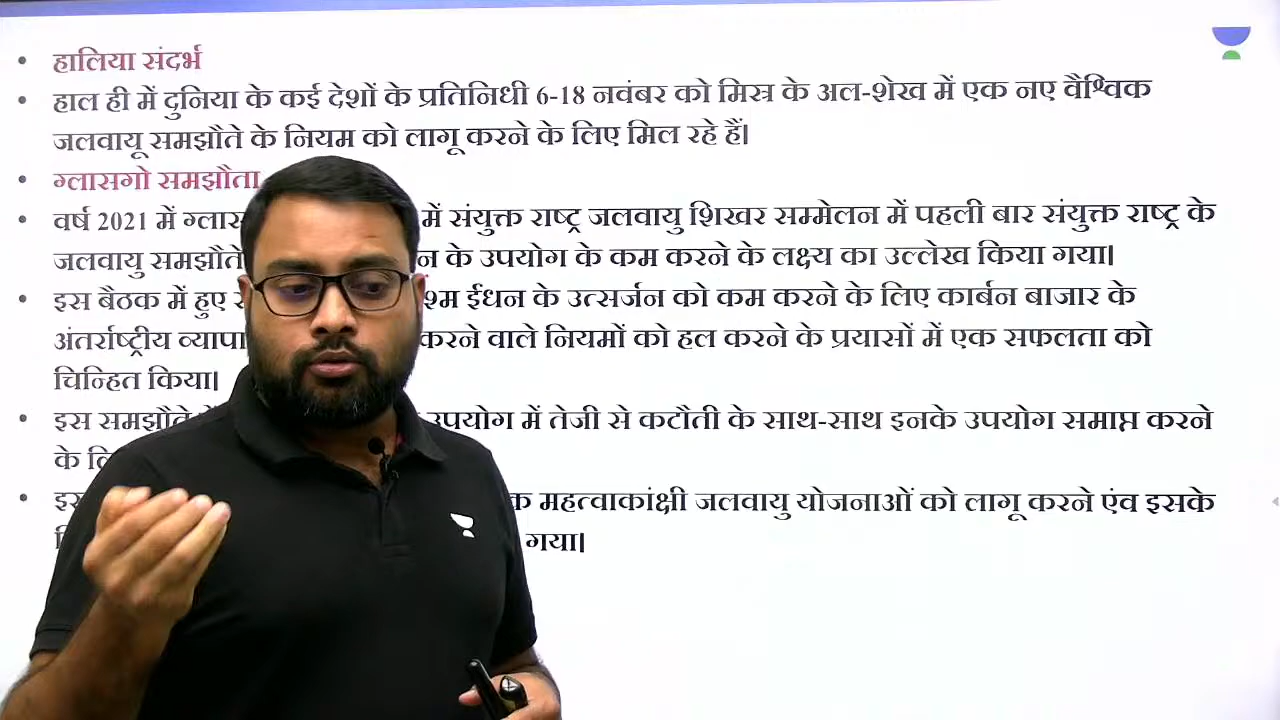 हालिया संदर्भ
हाल ही में दुनिया के कई देशों के प्रतिनिधी 6-18 नवंबर को मिस्र के अल-शेख में एक नए वैश्विक
जलवायू समझौते के नियम को लागू करने के लिए मिल रहे हैं।
ग्लासगो समझौता
वर्ष 2021 में में संयुक्त राष्ट्र जलवायु शिखर सम्मेलन में पहली बार संयुक्त राष्ट्र के
जलवायु समझौते के उपयोग के कम करने के लक्ष्य का उल्लेख किया गया।
इस बैठक में हुए ईंधन के उत्सर्जन को कम करने के लिए कार्बन बाजार के
अंतर्राष्ट्रीय करने वाले नियमों को हल करने के प्रयासों में एक सफलता को
चिन्हित किया।
इस समझौते उपयोग में तेजी से कटौती के साथ-साथ इनके उपयोग समाप्त करने
के
महत्वाकांक्षी जलवायु योजनाओं को लागू करने एंव इसके
गया।